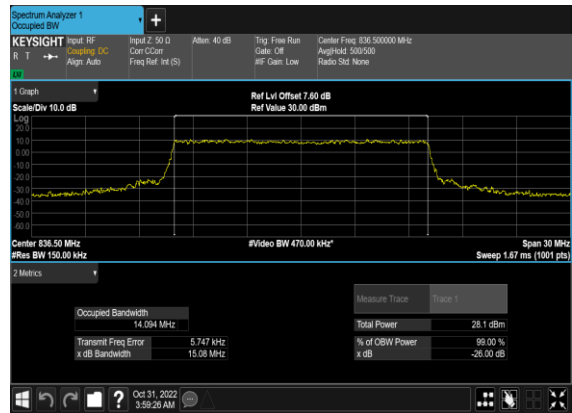 Spectrum Analyzer 1
Occupied BW
+
KEYSIGHT
R T
LW
Input: RF
Coupling: DC
Align: Auto
Input Z: 50 Ω
Corr CCorr
Freq Ref: Int (S)
Atten: 40 dB
Trig: Free Run
Gate: Off
#IF Gain: Low
Center Freq: 836.500000 MHz
Avg|Hold: 500/500
Radio Std: None
1 Graph
Scale/Div 10.0 dB
Ref Lvl Offset 7.60 dB
Ref Value 30.00 dBm
Log
20.0
10.0
0.00
-10.0
-20.0
-30.0
-40.0
-50.0
-60.0
Center 836.50 MHz
#Res BW 150.00 kHz
#Video BW 470.00 kHz*
Span 30 MHz
Sweep 1.67 ms (1001 pts)
2 Metrics
Measure Trace
Trace 1
Occupied Bandwidth
14.094 MHz
Total Power
28.1 dBm
Transmit Freq Error
5.747 kHz
% of OBW Power
99.00 %
x dB Bandwidth
15.08 MHz
x dB
-26.00 dB
?
Oct 31, 2022
3:59:26 AM